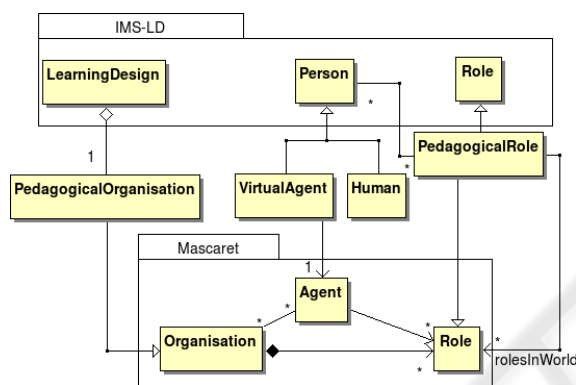 IMS-LD
LearningDesign
Person
Role
*
1
*
PedagogicalRole
PedagogicalOrganisation
VirtualAgent
Human
Mascaret
1
Agent
*
*
*
*
Organisation
Role
rolesInWorld
*